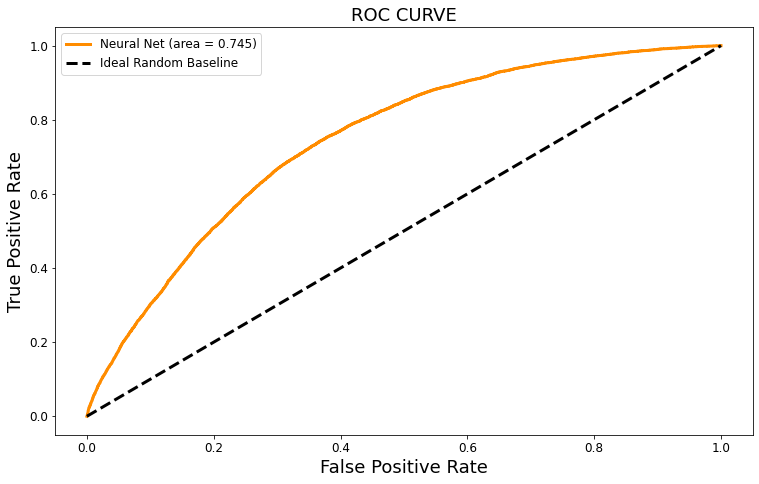 ROC CURVE
Neural Net (area = 0.745)
Ideal Random Baseline
1.0
0.8
0.6
0.4
0.2
0.0
True Positive Rate
0.0 0.2 0.4 0.6 0.8 1.0
False Positive Rate